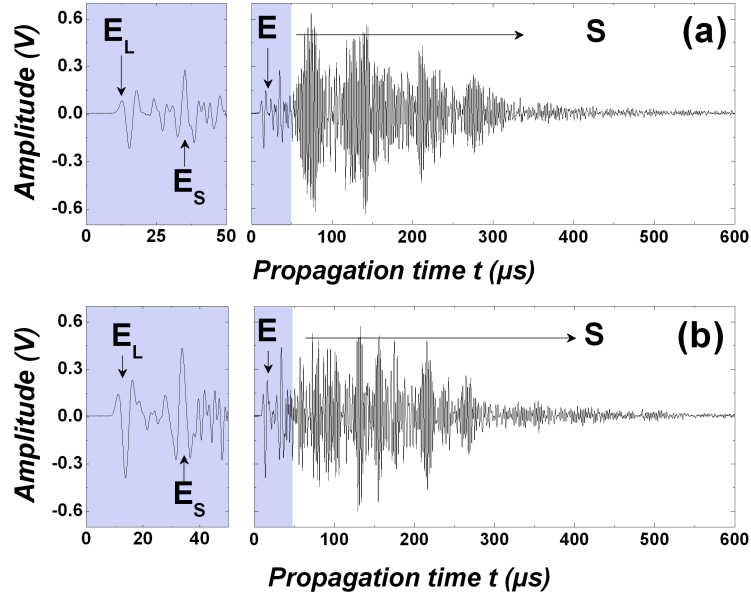 Amplitude (V)
0.6
0.3
0.0
-0.3
-0.6
E_L
E_S
0 25 50
E
S
(a)
0 100 200 300 400 500 600
Propagation time t (µs)
Amplitude (V)
0.6
0.3
0.0
-0.3
-0.6
E_L
E_S
0 20 40
E
S
(b)
0 100 200 300 400 500 600
Propagation time t (µs)